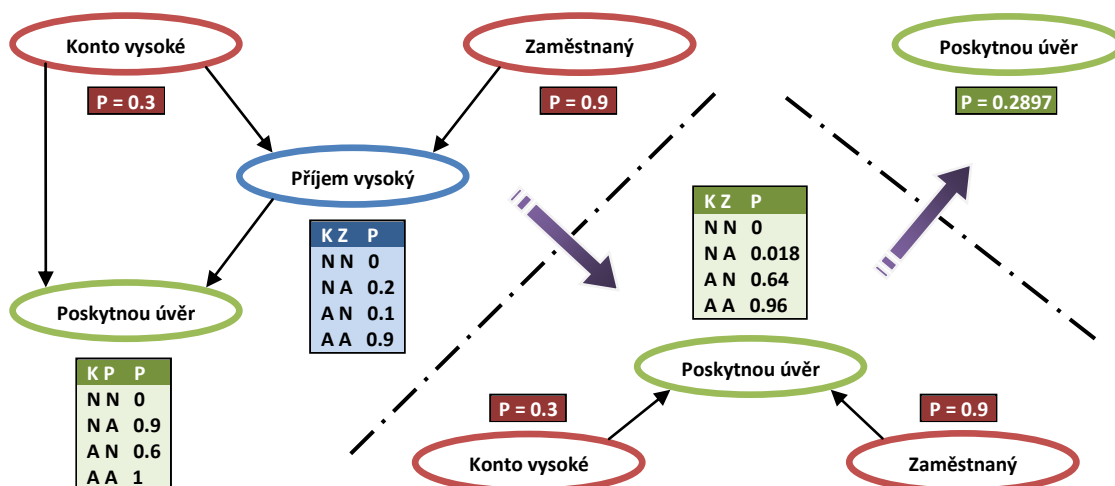 Konto vysoké
P = 0.3
Zaměstnaný
P = 0.9
Poskytnou úvěr
P = 0.2897
Příjem vysoký
K Z P
N N 0
N A 0.2
A N 0.1
A A 0.9
Poskytnou úvěr
K P P
N N 0
N A 0.9
A N 0.6
A A 1
K Z P
N N 0
N A 0.018
A N 0.64
A A 0.96
Poskytnou úvěr
P = 0.3
P = 0.9
Konto vysoké
Zaměstnaný